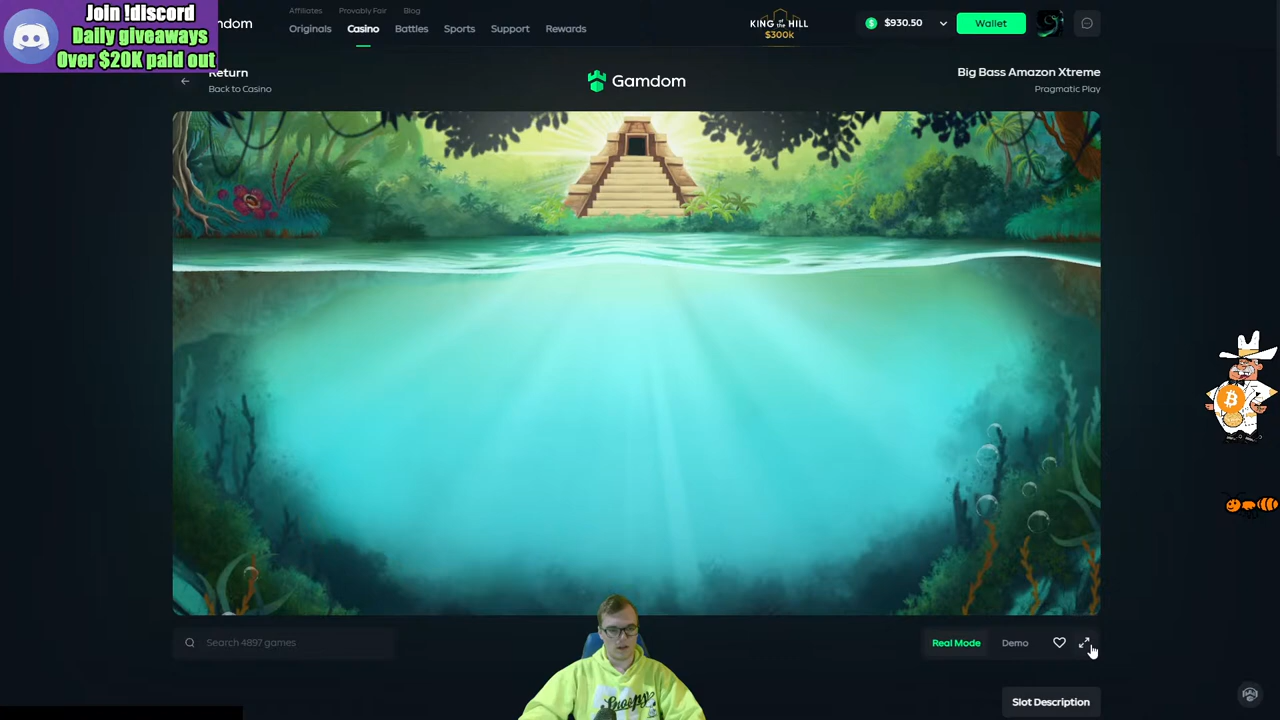 Join !discord
Daily giveaways
Over $20K paid out
Affiliates
Provably Fair
Blog
Originals
Casino
Battles
Sports
Support
Rewards
KING of the HILL
$300k
$930.50
Wallet
Return
Back to Casino
Gamdom
Big Bass Amazon Xtreme
Pragmatic Play
Search 4897 games
Real Mode
Demo
Slot Description